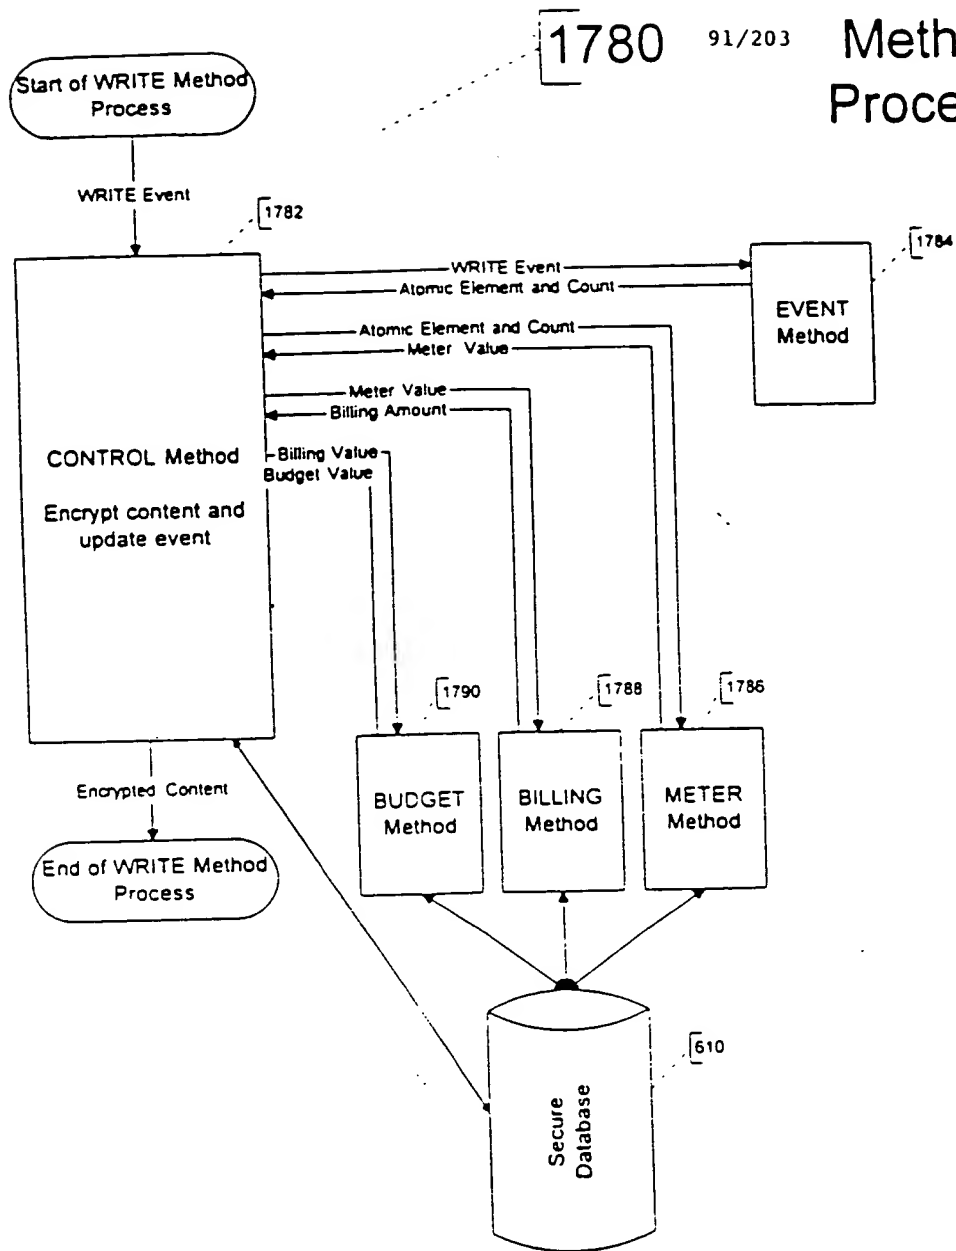 1780 91/203 Meth
Proce
Start of WRITE Method
Process
WRITE Event
1782
1784
WRITE Event
Atomic Element and Count
EVENT
Method
Atomic Element and Count
Meter Value
Meter Value
Billing Amount
CONTROL Method
Billing Value
Budget Value
Encrypt content and
update event
1790
1788
1786
Encrypted Content
BUDGET
Method
BILLING
Method
METER
Method
End of WRITE Method
Process
610
Secure
Database